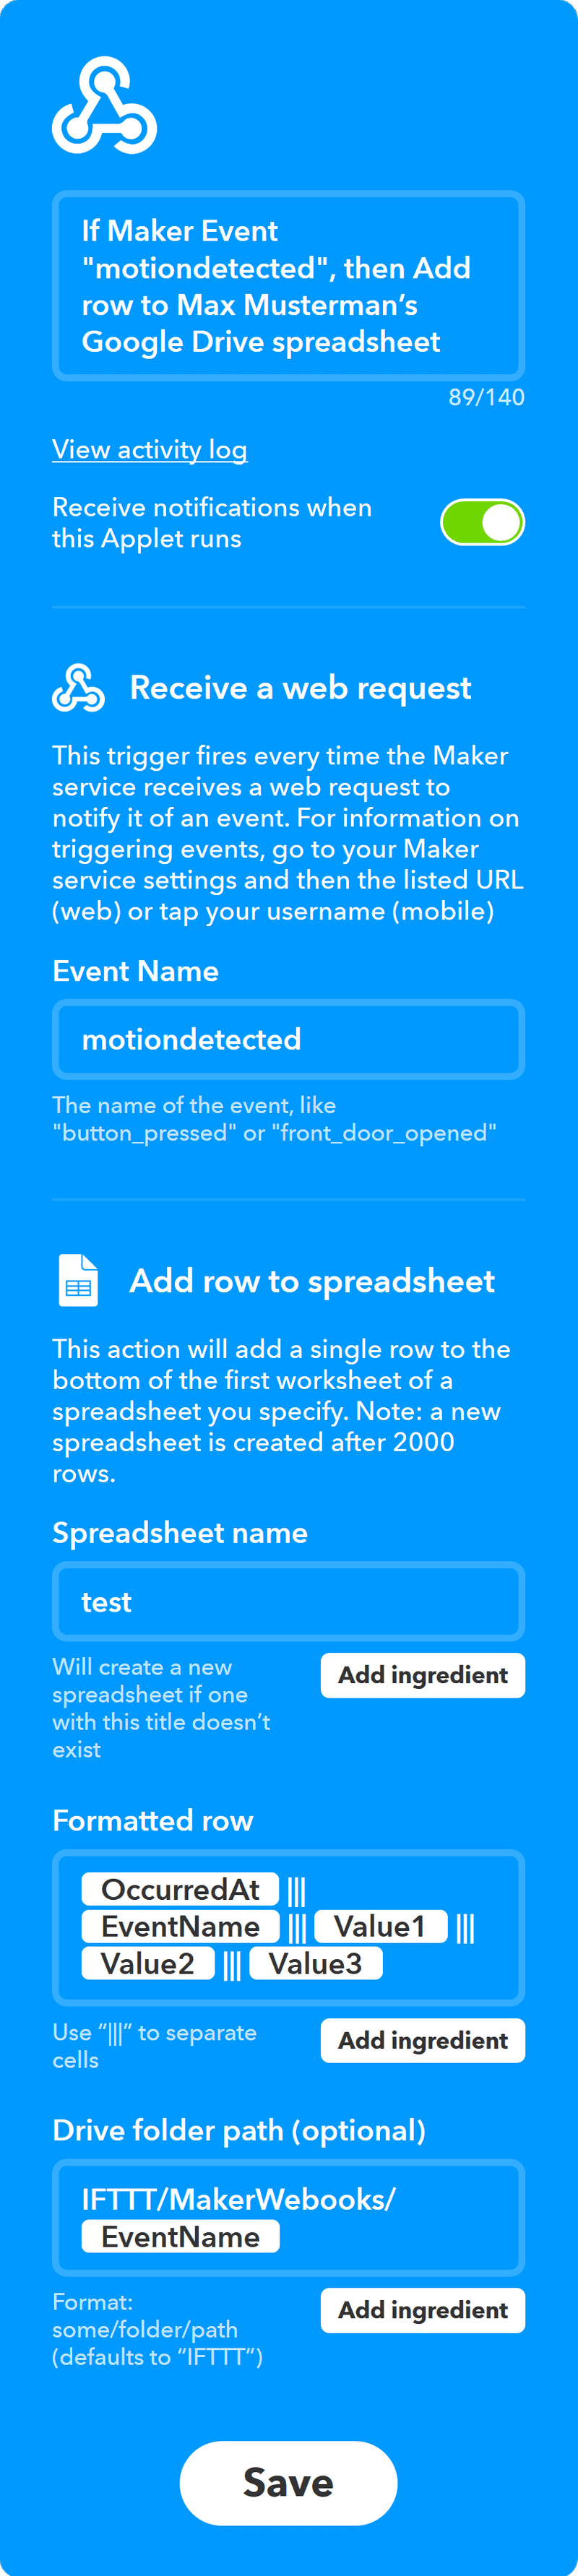 If Maker Event
"motiondetected", then Add
row to Max Musterman‘s
Google Drive spreadsheet
89/140
View activity log
Receive notifications when
this Applet runs
Receive a web request
This trigger fires every time the Maker
service receives a web request to
notify it of an event. For information on
triggering events, go to your Maker
service settings and then the listed URL
(web) or tap your username (mobile)
Event Name
motiondetected
The name of the event, like
"button_pressed" or "front_door_opened"
Add row to spreadsheet
This action will add a single row to the
bottom of the first worksheet of a
spreadsheet you specify. Note: a new
spreadsheet is created after 2000
rows.
Spreadsheet name
test
Will create a new
spreadsheet if one
with this title doesn’t
exist
Add ingredient
Formatted row
OccurredAt |||
EventName ||| Value1 |||
Value2 ||| Value3
Use “|||” to separate
cells
Add ingredient
Drive folder path (optional)
IFTTT/MakerWebooks/
EventName
Format:
some/folder/path
(defaults to “IFTTT”)
Add ingredient
Save